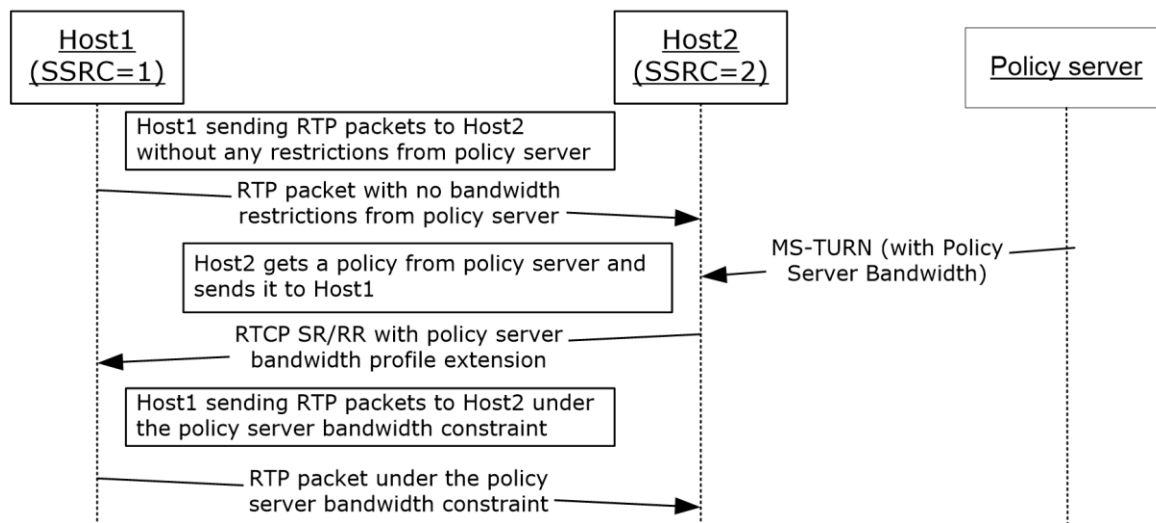 Host1
(SSRC=1)
Host2
(SSRC=2)
Policy server
Host1 sending RTP packets to Host2
without any restrictions from policy server
RTP packet with no bandwidth
restrictions from policy server
MS-TURN (with Policy
Server Bandwidth)
Host2 gets a policy from policy server and
sends it to Host1
RTCP SR/RR with policy server
bandwidth profile extension
Host1 sending RTP packets to Host2 under
the policy server bandwidth constraint
RTP packet under the policy
server bandwidth constraint